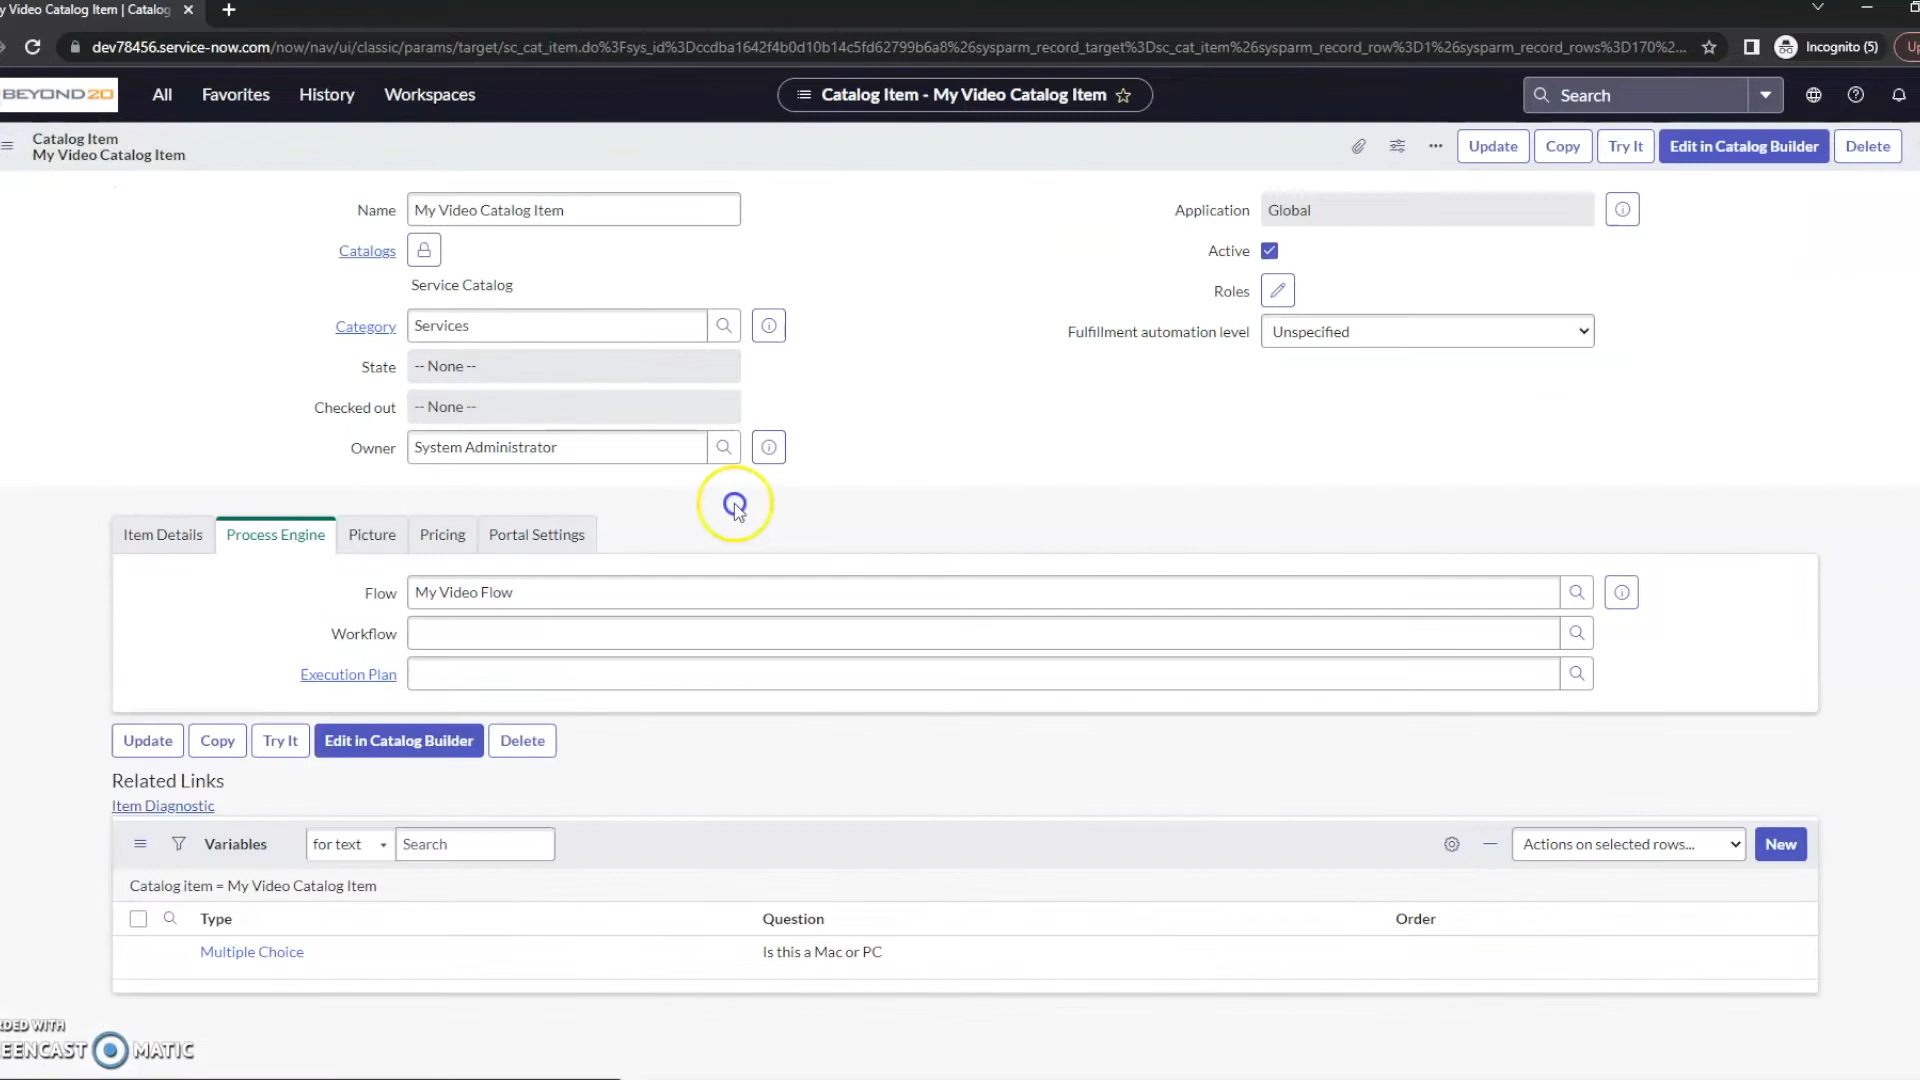 y Video Catalog Item | Catalog
dev78456.service-now.com/now/nav/ui/classic/params/target/sc_cat_item.do%3Fsys_id%3Dccdba1642f4b0d10b14c5fd62799b6a8%26sysparm_record_target%3Dsc_cat_item%26sysparm_record_row%3D1%26sysparm_record_rows%3D170%2... Incognito (5) Up
BEYOND20 All Favorites History Workspaces Catalog Item - My Video Catalog Item Search
Catalog Item
My Video Catalog Item
Update Copy Try It Edit in Catalog Builder Delete
Name My Video Catalog Item Application Global
Catalogs Active
Service Catalog Roles
Category Services Fulfillment automation level Unspecified
State -- None --
Checked out -- None --
Owner System Administrator
Item Details Process Engine Picture Pricing Portal Settings
Flow My Video Flow
Workflow
Execution Plan
Update Copy Try It Edit in Catalog Builder Delete
Related Links
Item Diagnostic
Variables for text Search Actions on selected rows... New
Catalog item = My Video Catalog Item
Type Question Order
Multiple Choice Is this a Mac or PC
RDED WITH
EENCAST MATIC